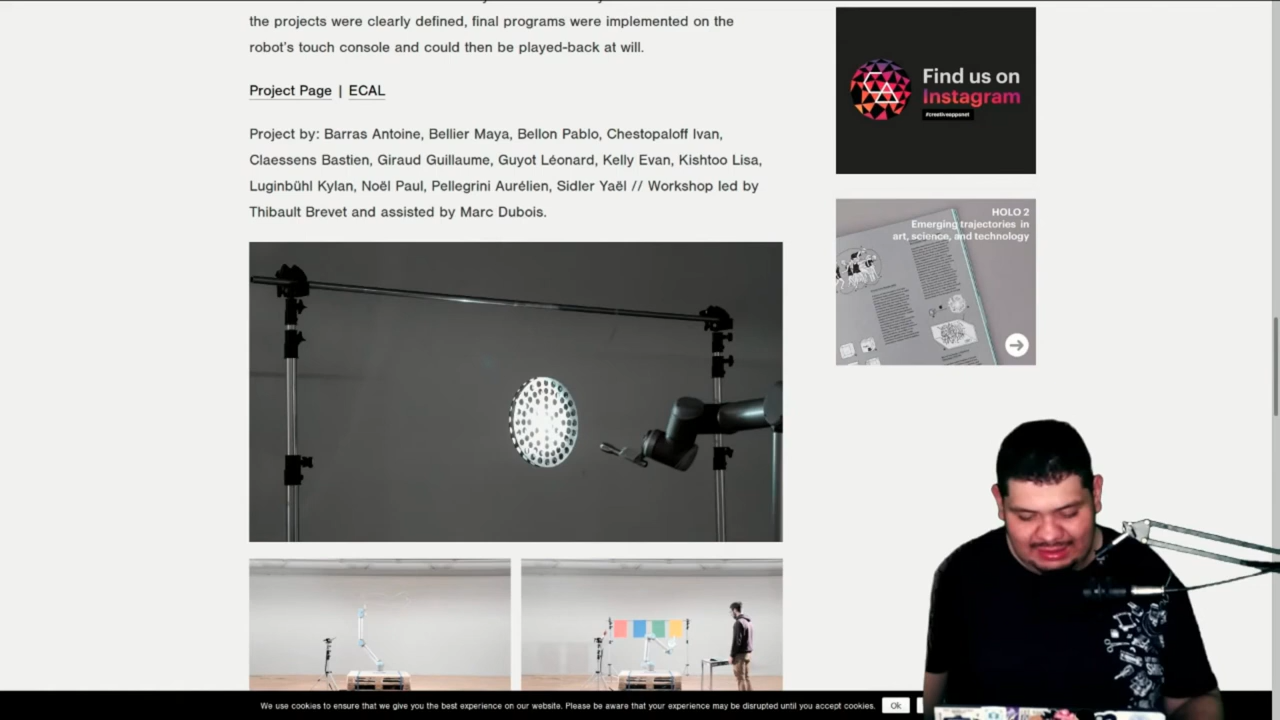 the projects were clearly defined, final programs were implemented on the
robot's touch console and could then be played-back at will.
Project Page | ECAL
Project by: Barras Antoine, Bellier Maya, Bellon Pablo, Chestopaloff Ivan,
Claessens Bastien, Giraud Guillaume, Guyot Léonard, Kelly Evan, Kishtoo Lisa,
Luginbühl Kylan, Noël Paul, Pellegrini Aurélien, Sidler Yaël // Workshop led by
Thibault Brevet and assisted by Marc Dubois.
Find us on
Instagram
#creativeappsnet
HOLO 2
Emerging trajectories in
art, science, and technology
We use cookies to ensure that we give you the best experience on our website. Please be aware that your experience may be disrupted until you accept cookies.
Ok